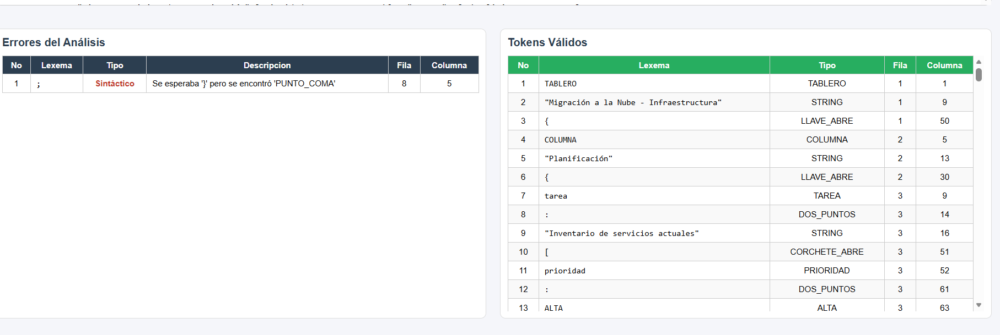 Errores del Análisis
No Lexema Tipo Descripcion Fila Columna
1 ; Sintáctico Se esperaba '}' pero se encontró 'PUNTO_COMA' 8 5
Tokens Válidos
No Lexema Tipo Fila Columna
1 TABLERO TABLERO 1 1
2 "Migración a la Nube - Infraestructura" STRING 1 9
3 { LLAVE_ABRE 1 50
4 COLUMNA COLUMNA 2 5
5 "Planificación" STRING 2 13
6 { LLAVE_ABRE 2 30
7 tarea TAREA 3 9
8 : DOS_PUNTOS 3 14
9 "Inventario de servicios actuales" STRING 3 16
10 [ CORCHETE_ABRE 3 51
11 prioridad PRIORIDAD 3 52
12 : DOS_PUNTOS 3 61
13 ALTA ALTA 3 63